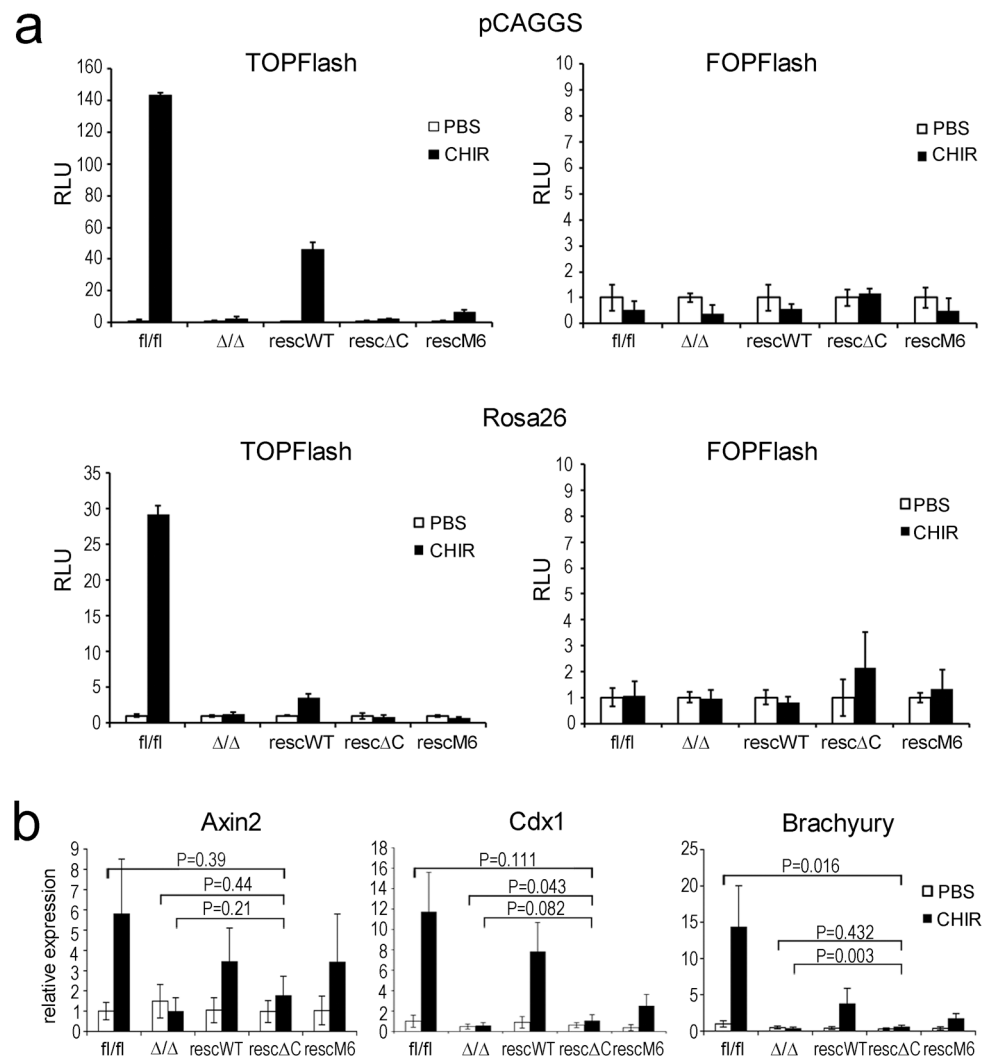 a
pCAGGS
TOPFlash
RLU
160
140
120
100
80
60
40
20
0
PBS
CHIR
fl/fl Δ/Δ rescWT rescΔC rescM6
FOPFlash
RLU
10
9
8
7
6
5
4
3
2
1
0
PBS
CHIR
fl/fl Δ/Δ rescWT rescΔC rescM6
Rosa26
TOPFlash
RLU
35
30
25
20
15
10
5
0
PBS
CHIR
fl/fl Δ/Δ rescWT rescΔC rescM6
FOPFlash
RLU
10
9
8
7
6
5
4
3
2
1
0
PBS
CHIR
fl/fl Δ/Δ rescWT rescΔC rescM6
b
Axin2
relative expression
9
8
7
6
5
4
3
2
1
0
P=0.39
P=0.44
P=0.21
fl/fl Δ/Δ rescWT rescΔC rescM6
Cdx1
18
16
14
12
10
8
6
4
2
0
P=0.111
P=0.043
P=0.082
fl/fl Δ/Δ rescWT rescΔC rescM6
Brachyury
25
20
15
10
5
0
P=0.016
P=0.432
P=0.003
PBS
CHIR
fl/fl Δ/Δ rescWT rescΔC rescM6